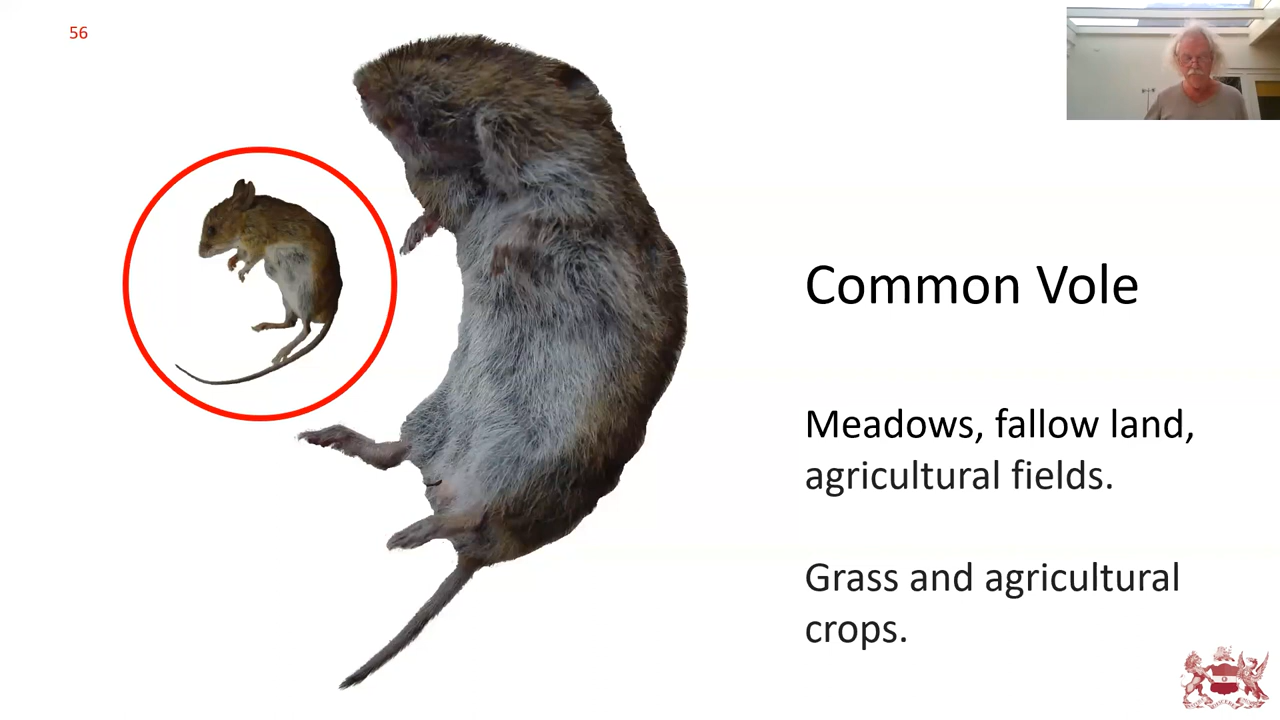 56
Common Vole
Meadows, fallow land,
agricultural fields.
Grass and agricultural
crops.